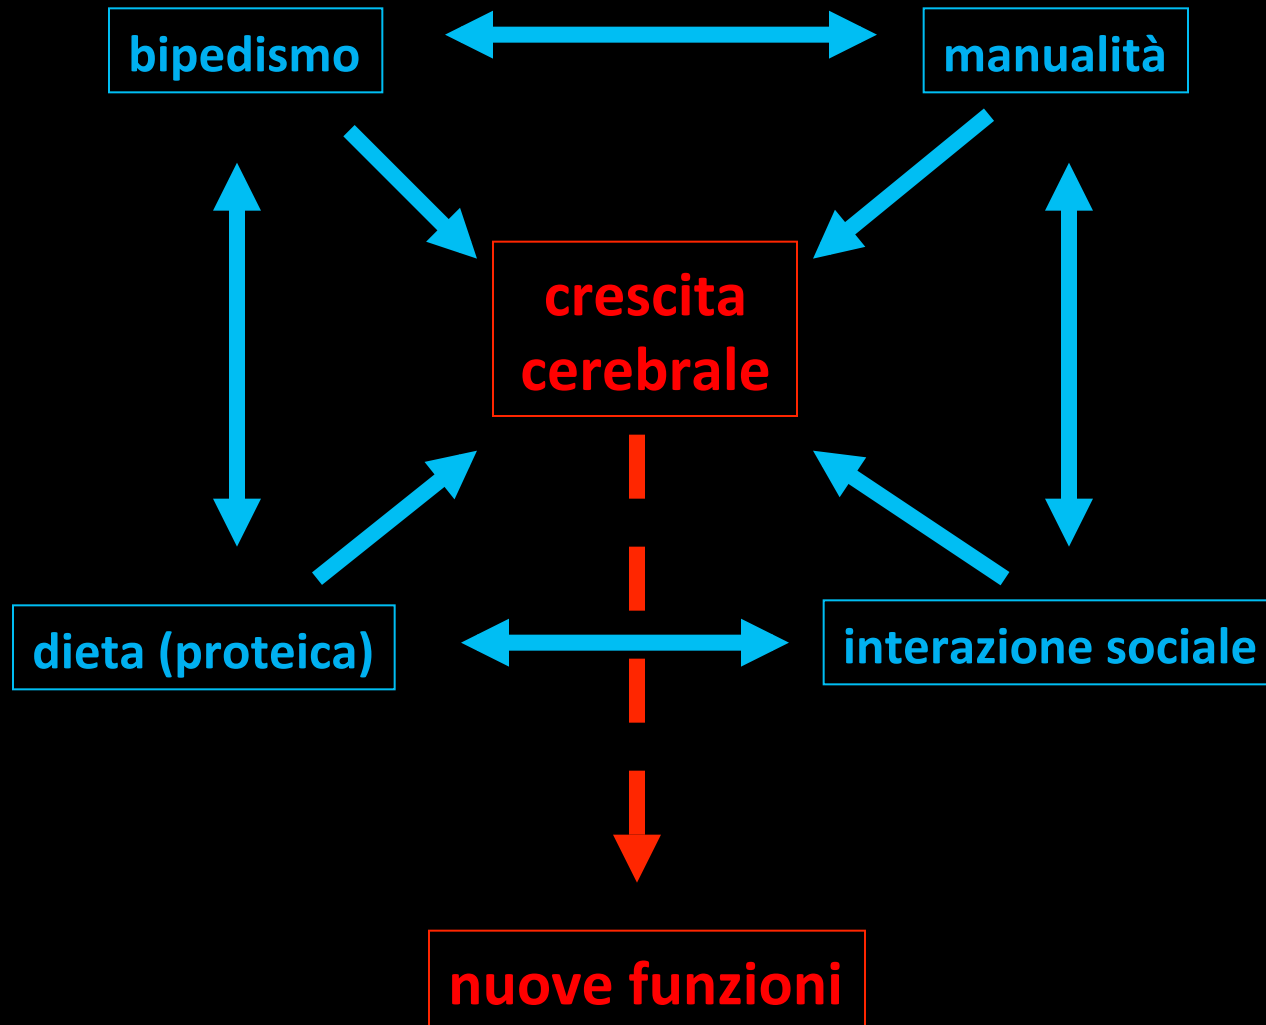 bipedismo
manualità
crescita
cerebrale
dieta (proteica)
interazione sociale
nuove funzioni